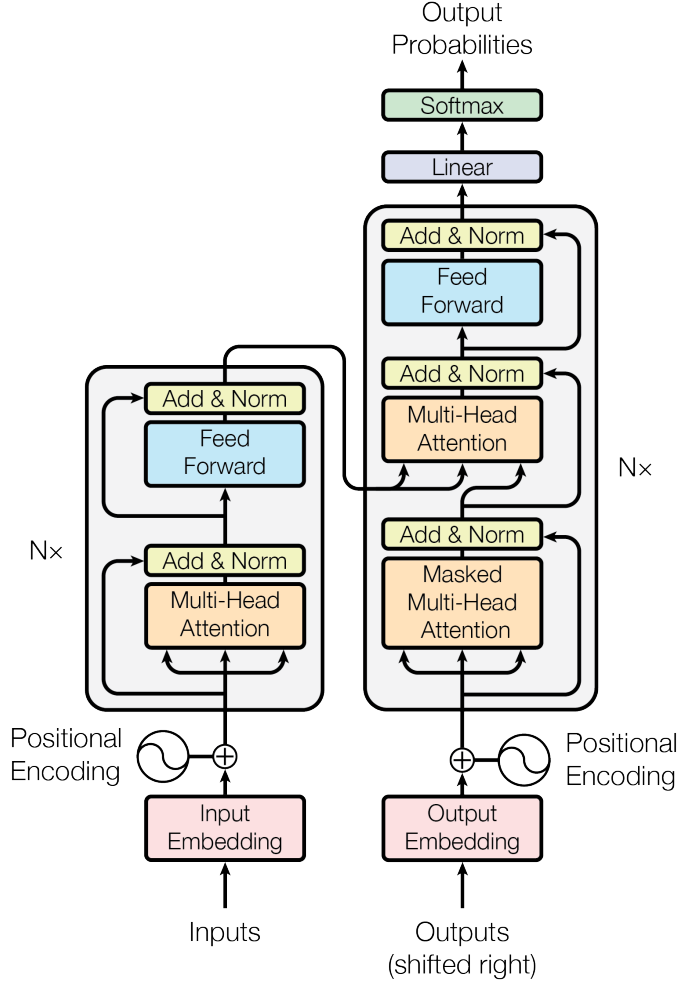 Output
Probabilities
Softmax
Linear
Add & Norm
Feed
Forward
Add & Norm
Multi-Head
Attention
Nx
Add & Norm
Masked
Multi-Head
Attention
Add & Norm
Feed
Forward
N×
Add & Norm
Multi-Head
Attention
Positional
Encoding
Positional
Encoding
Input
Embedding
Output
Embedding
Inputs
Outputs
(shifted right)